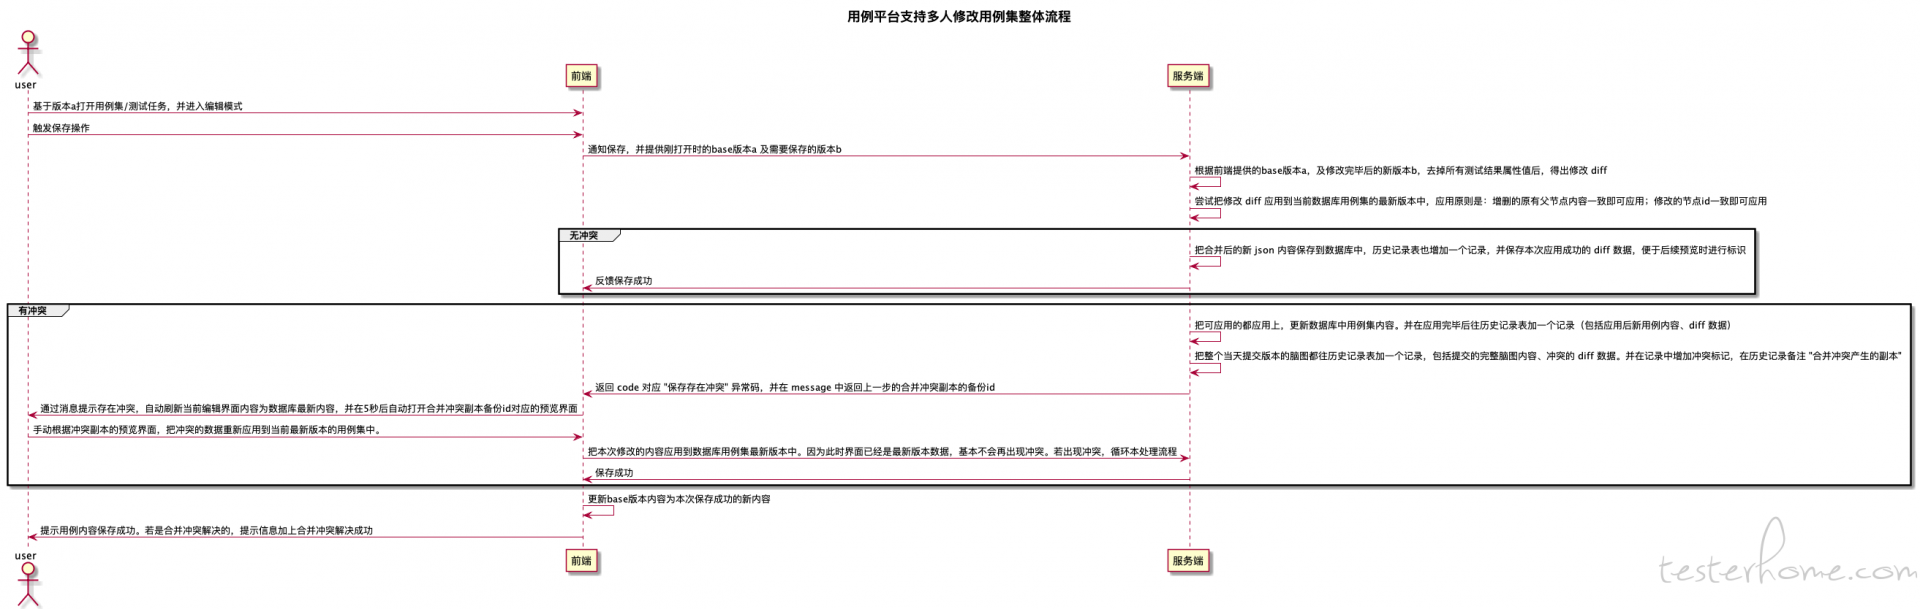 用例平台支持多人修改用例集整体流程
user
前端
服务端
基于版本a打开用例集/测试任务，并进入编辑模式
触发保存操作
通知保存，并提供刚打开时的base版本a 及需要保存的版本b
根据前端提供的base版本a，及修改完毕后的新版本b，去掉所有测试结果属性值后，得出修改 diff
尝试把修改 diff 应用到当前数据库用例集的最新版本中，应用原则是：增删的原有父节点内容一致即可应用；修改的节点id一致即可应用
无冲突
把合并后的新 json 内容保存到数据库中，历史记录表也增加一个记录，并保存本次应用成功的 diff 数据，便于后续预览时进行标识
反馈保存成功
有冲突
把可应用的都应用上，更新数据库中用例集内容。并在应用完毕后往历史记录表加一个记录（包括应用后新用例内容、diff 数据）
把整个当天提交版本的脑图都往历史记录表加一个记录，包括提交的完整脑图内容、冲突的 diff 数据。并在记录中增加冲突标记，在历史记录备注 "合并冲突产生的副本"
返回 code 对应 "保存存在冲突" 异常码，并在 message 中返回上一步的合并冲突副本的备份id
通过消息提示存在冲突，自动刷新当前编辑界面内容为数据库最新内容，并在5秒后自动打开合并冲突副本备份id对应的预览界面
手动根据冲突副本的预览界面，把冲突的数据重新应用到当前最新版本的用例集中。
把本次修改的内容应用到数据库用例集最新版本中。因为此时界面已经是最新版本数据，基本不会再出现冲突。若出现冲突，循环本处理流程
保存成功
更新base版本内容为本次保存成功的新内容
提示用例内容保存成功。若是合并冲突解决的，提示信息加上合并冲突解决成功
user
前端
服务端
testerhome.com